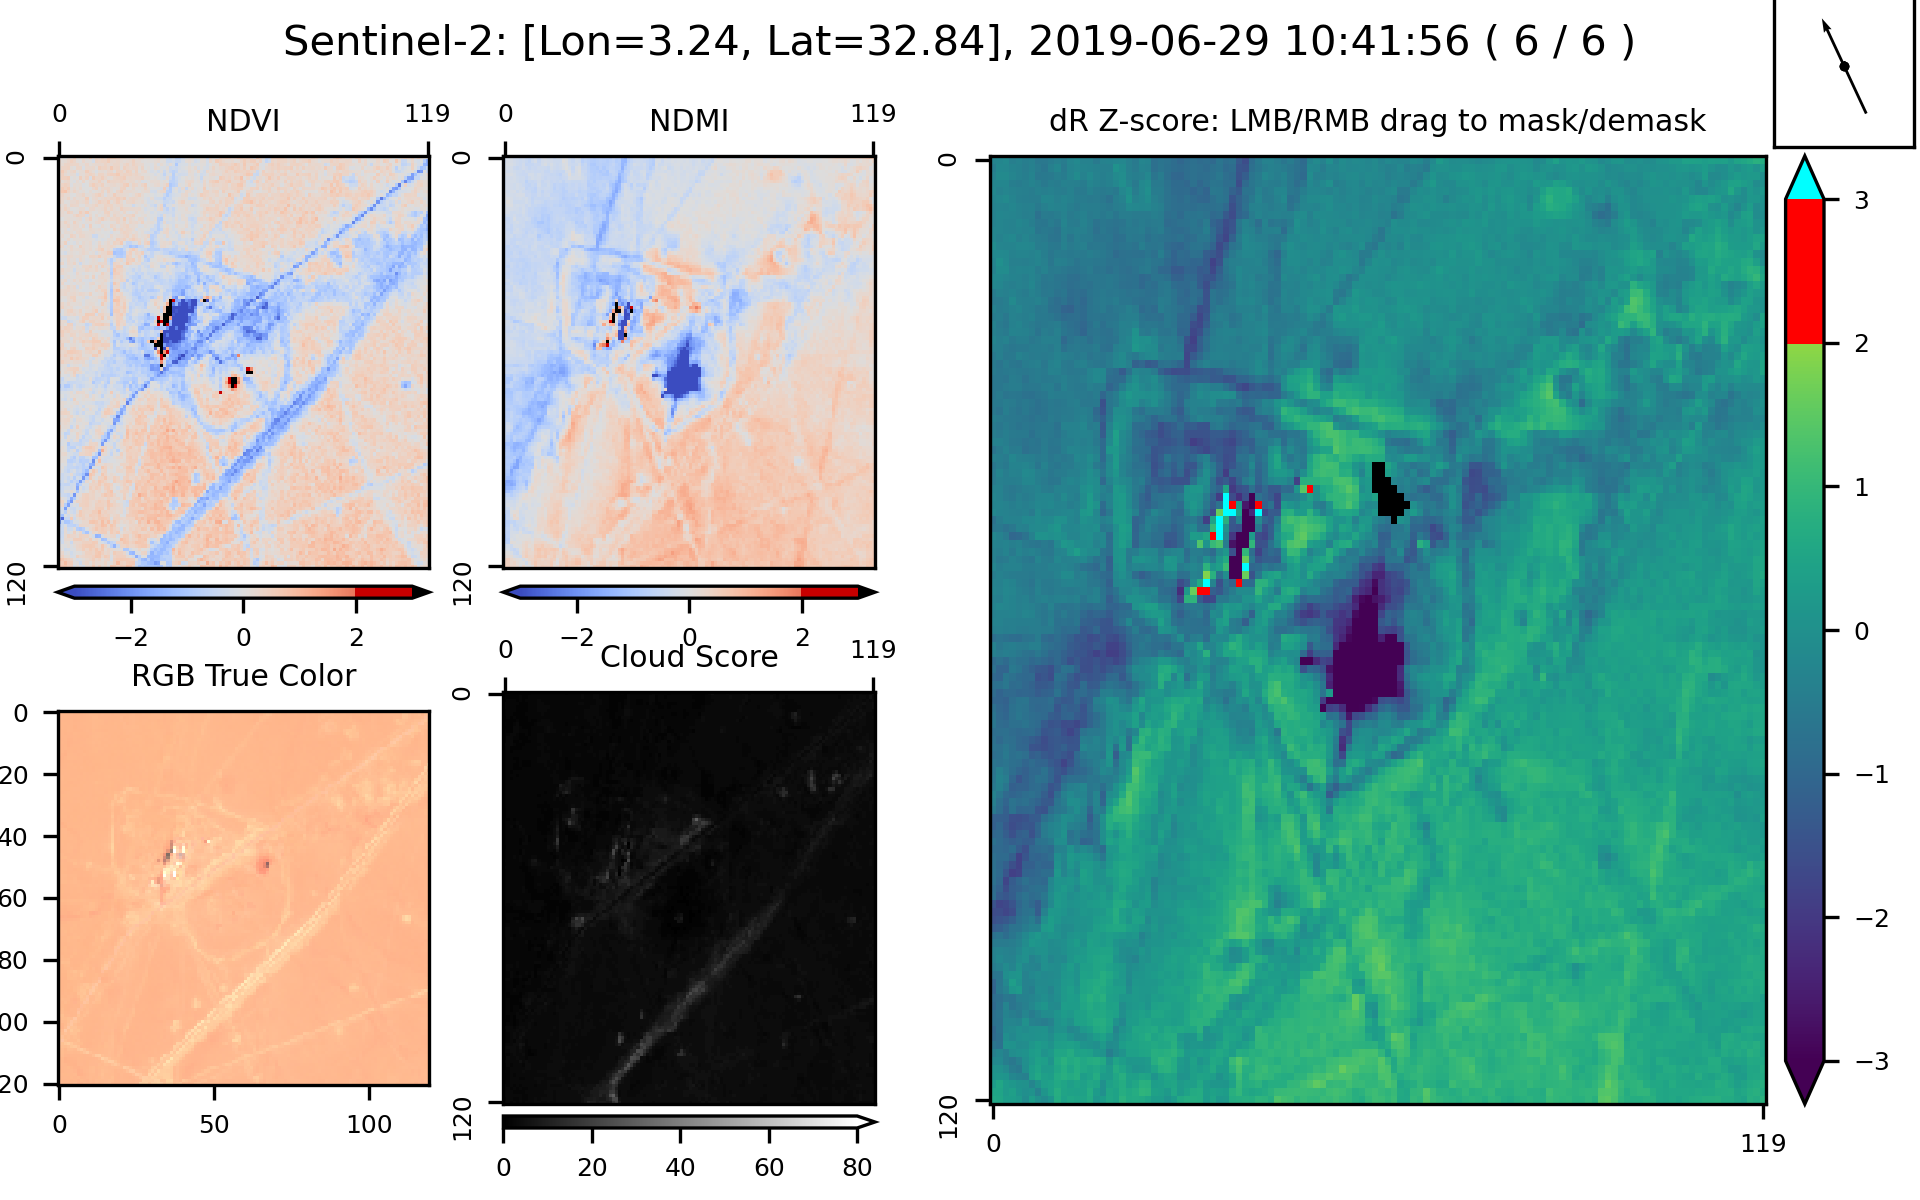 Sentinel-2: [Lon=3.24, Lat=32.84], 2019-06-29 10:41:56 ( 6 / 6 )
0 119
NDVI
0
120
−2 0 2
0 119
NDMI
0
120
−2 0 2
dR Z-score: LMB/RMB drag to mask/demask
0
120
0 119
3
2
1
0
−1
−2
−3
RGB True Color
0
20
40
60
80
00
20
0 50 100
0 119
Cloud Score
0
120
0 20 40 60 80